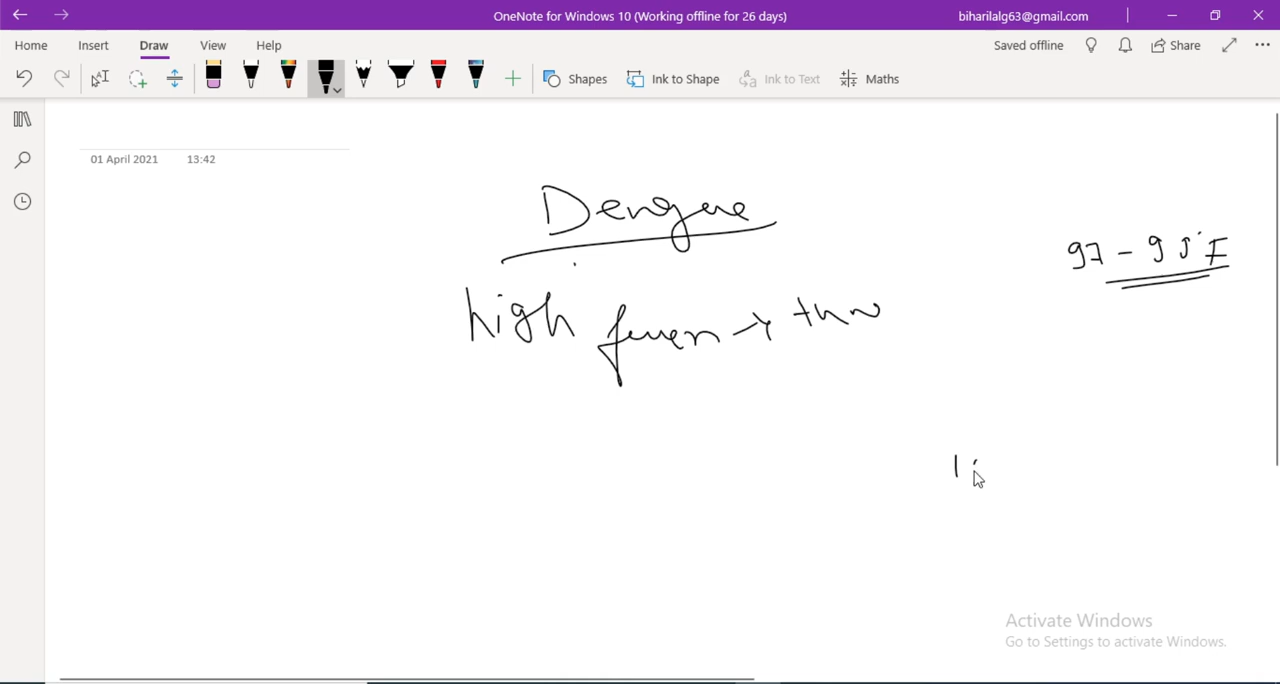 OneNote for Windows 10 (Working offline for 26 days)
biharilalg63@gmail.com
Home Insert Draw View Help
Saved offline Share
Shapes Ink to Shape Ink to Text Maths
01 April 2021 13:42
Dengue
97 - 95°F
high fever →
Activate Windows
Go to Settings to activate Windows.